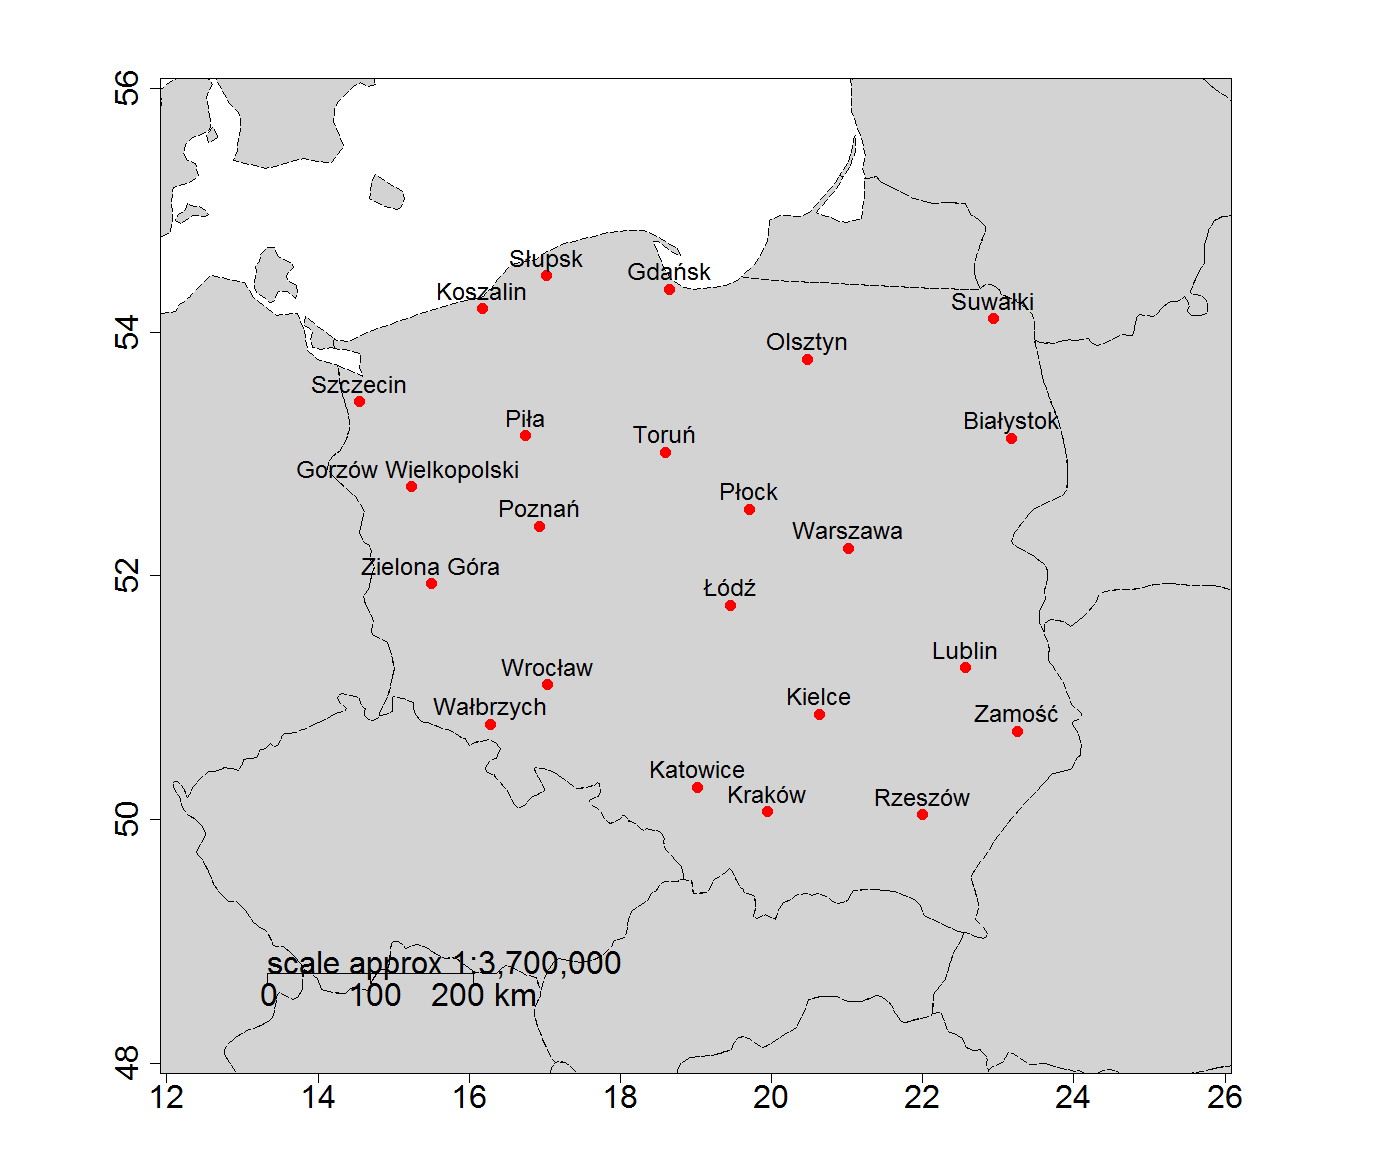 56
54
52
50
48
Słupsk
Gdańsk
Koszalin
Suwałki
Olsztyn
Szczecin
Piła
Białystok
Toruń
Gorzów Wielkopolski
Płock
Poznań
Warszawa
Zielona Góra
Łódź
Lublin
Wrocław
Kielce
Wałbrzych
Zamość
Katowice
Kraków
Rzeszów
scale approx 1:3,700,000
0 100 200 km
12 14 16 18 20 22 24 26